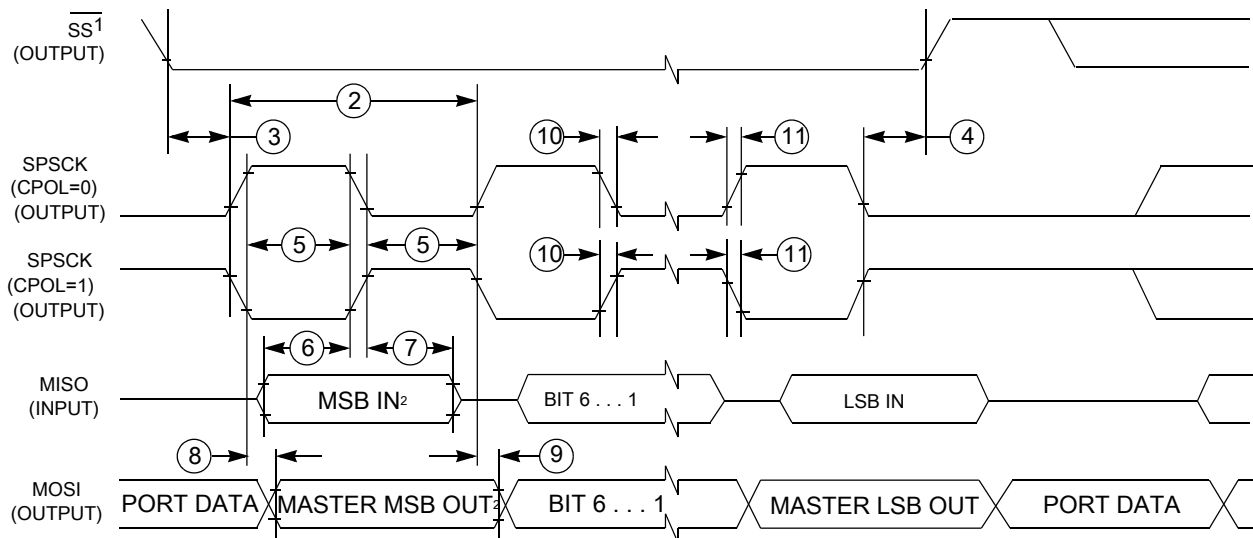 SS1
(OUTPUT)
2
3
10
11
4
SPSCK
(CPOL=0)
(OUTPUT)
5
5
SPSCK
(CPOL=1)
(OUTPUT)
10
11
6
7
MISO
(INPUT)
MSB IN2
BIT 6 . . . 1
LSB IN
8
9
MOSI
(OUTPUT)
PORT DATA
MASTER MSB OUT2
BIT 6 . . . 1
MASTER LSB OUT
PORT DATA